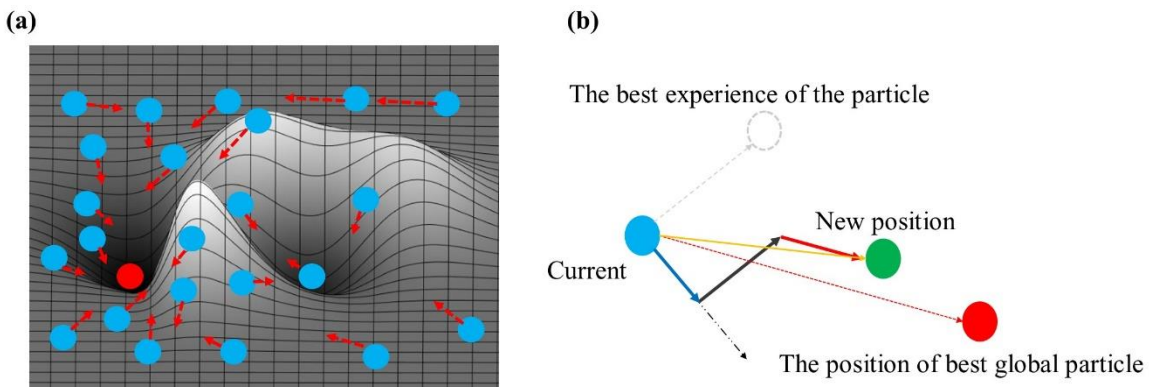 (a)
(b)
The best experience of the particle
New position
Current
The position of best global particle